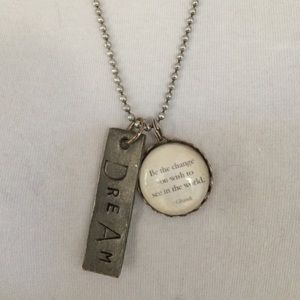 DREAM
Be the change
you wish to
see in the world.
-Ghandi